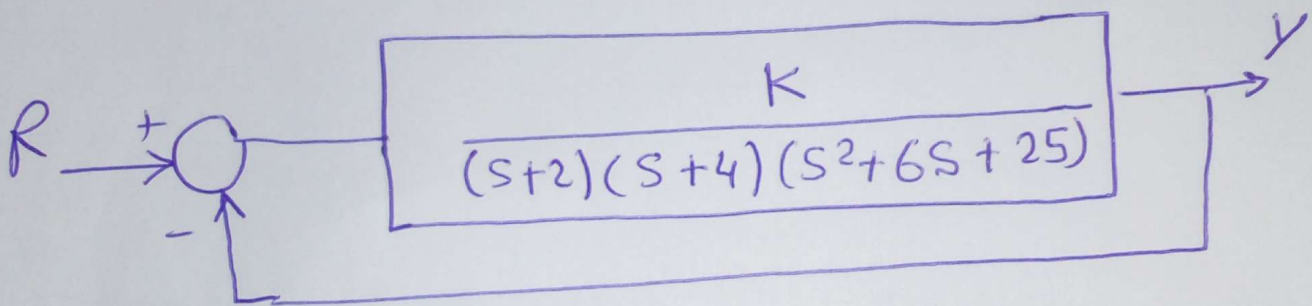 R + - K Y
(S+2)(S+4)(S²+6S+25)